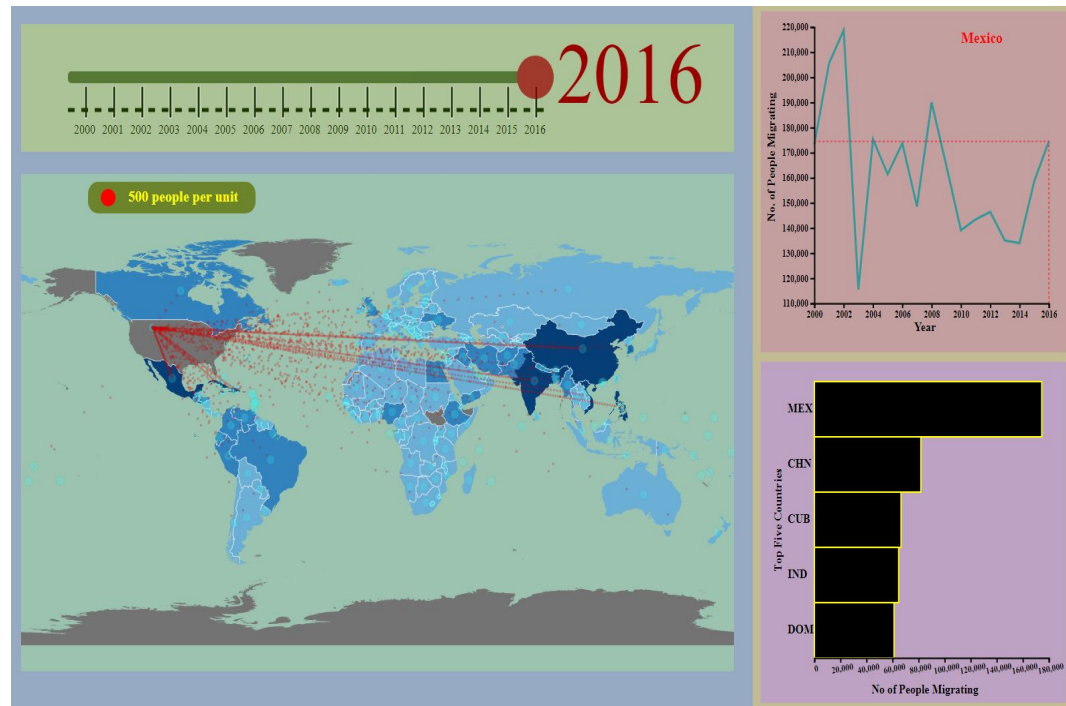 2016
2000 2001 2002 2003 2004 2005 2006 2007 2008 2009 2010 2011 2012 2013 2014 2015 2016
500 people per unit
Mexico
No. of People Migrating
220,000
210,000
200,000
190,000
180,000
170,000
160,000
150,000
140,000
130,000
120,000
110,000
2000 2002 2004 2006 2008 2010 2012 2014 2016
Year
Top Five Countries
MEX
CHN
CUB
IND
DOM
0 20,000 40,000 60,000 80,000 100,000 120,000 140,000 160,000 180,000
No of People Migrating